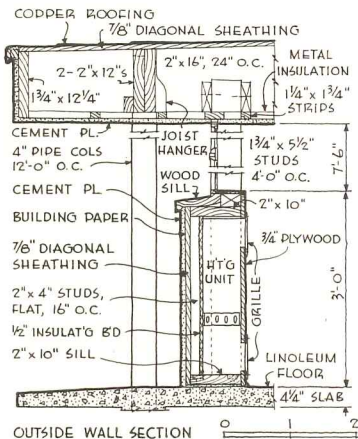 COPPER ROOFING
7/8" DIAGONAL SHEATHING
2-2"x12"s
2"x16", 24" O.C.
METAL
INSULATION
1 3/4"x12 1/4"
1 1/4"x1 3/4"
STRIPS
CEMENT PL.
JOIST
HANGER
4" PIPE COLS
12'-0" O.C.
1 3/4"x5 1/2"
STUDS
4'-0" O.C.
7'-6"
WOOD
SILL
CEMENT PL
2"x10"
BUILDING PAPER
3/4" PLYWOOD
7/8" DIAGONAL
SHEATHING
HT'G
UNIT
GRILLE
3'-0"
2"x4" STUDS,
FLAT, 16" O.C.
1/2" INSULAT'G B'D
2"x10" SILL
LINOLEUM
FLOOR
4 1/4" SLAB
OUTSIDE WALL SECTION
0 1 2